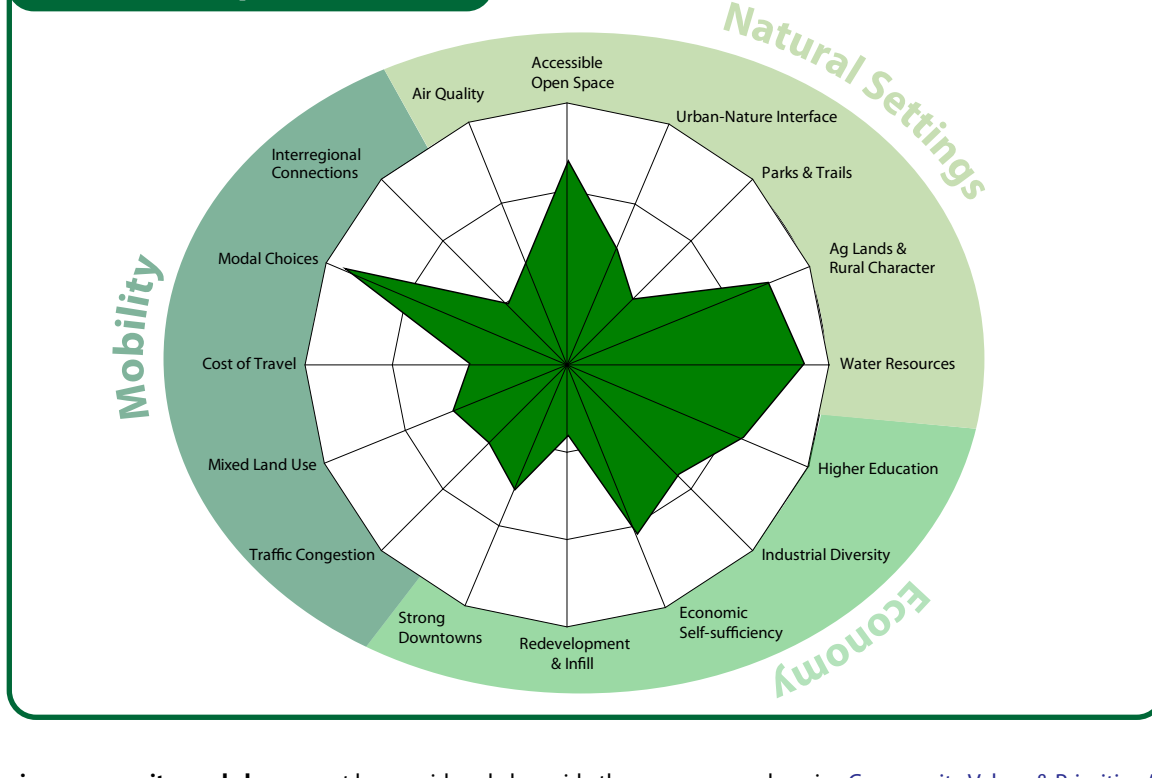 Natural Settings
Accessible
Open Space
Air Quality
Urban-Nature Interface
Interregional
Connections
Parks & Trails
Modal Choices
Ag Lands &
Rural Character
Mobility
Cost of Travel
Water Resources
Mixed Land Use
Higher Education
Traffic Congestion
Industrial Diversity
Strong
Downtowns
Economic
Self-sufficiency
Redevelopment
& Infill
Economy